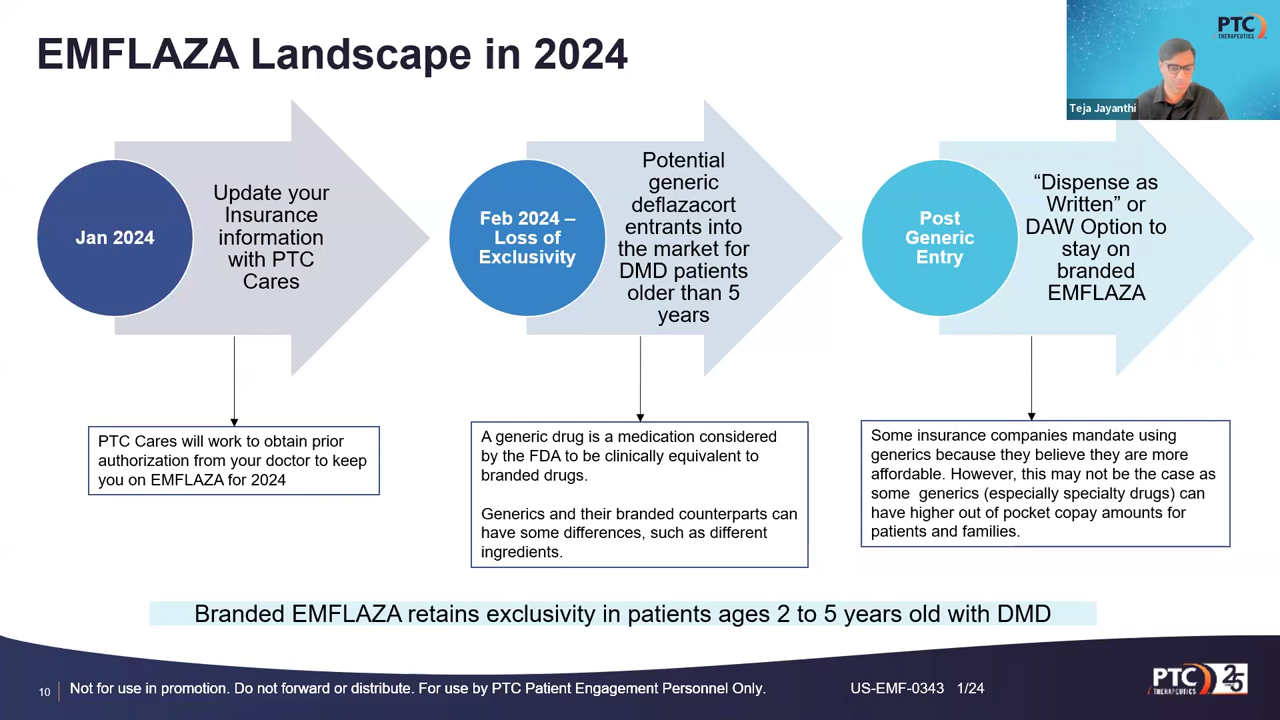 EMFLAZA Landscape in 2024
PTC
THERAPEUTICS
Teja Jayanthi
Jan 2024
Update your
Insurance
information
with PTC
Cares
Feb 2024 –
Loss of
Exclusivity
Potential
generic
deflazacort
entrants into
the market for
DMD patients
older than 5
years
Post
Generic
Entry
“Dispense as
Written” or
DAW Option to
stay on
branded
EMFLAZA
PTC Cares will work to obtain prior
authorization from your doctor to keep
you on EMFLAZA for 2024
A generic drug is a medication considered
by the FDA to be clinically equivalent to
branded drugs.
Generics and their branded counterparts can
have some differences, such as different
ingredients.
Some insurance companies mandate using
generics because they believe they are more
affordable. However, this may not be the case as
some  generics (especially specialty drugs) can
have higher out of pocket copay amounts for
patients and families.
Branded EMFLAZA retains exclusivity in patients ages 2 to 5 years old with DMD
10
Not for use in promotion. Do not forward or distribute. For use by PTC Patient Engagement Personnel Only.
US-EMF-0343 1/24
PTC
THERAPEUTICS
25